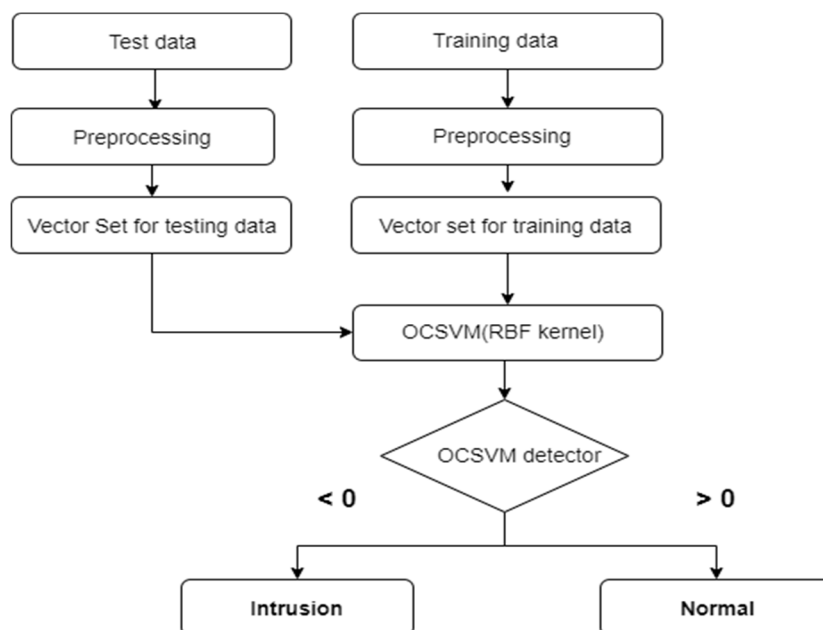 Test data
Training data
Preprocessing
Preprocessing
Vector Set for testing data
Vector set for training data
OCSVM(RBF kernel)
OCSVM detector
< 0
> 0
Intrusion
Normal